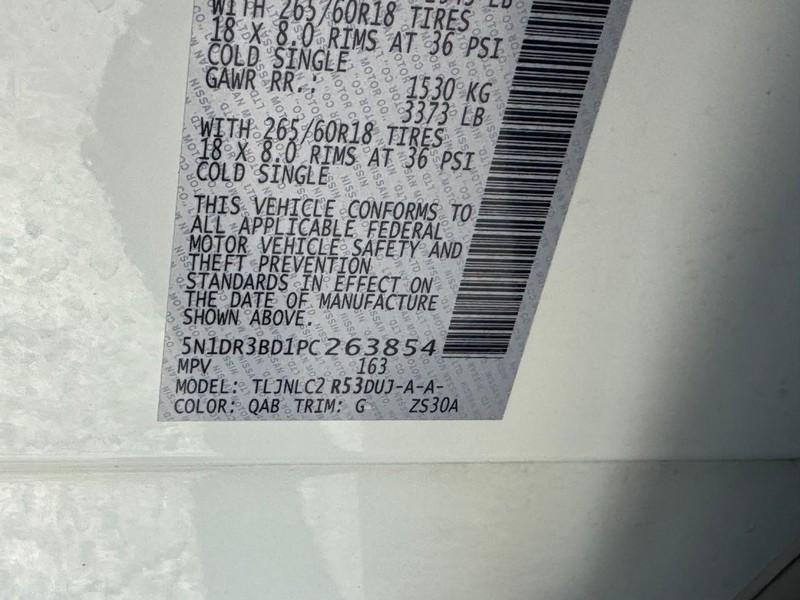 WITH 265/60R18 TIRES
18 X 8.0 RIMS AT 36 PSI
COLD SINGLE
GAWR RR.: 1530 KG
3373 LB
WITH 265/60R18 TIRES
18 X 8.0 RIMS AT 36 PSI
COLD SINGLE
THIS VEHICLE CONFORMS TO
ALL APPLICABLE FEDERAL
MOTOR VEHICLE SAFETY AND
THEFT PREVENTION
STANDARDS IN EFFECT ON
THE DATE OF MANUFACTURE
SHOWN ABOVE.
5N1DR3BD1PC263854
MPV 163
MODEL: TLJNLC2 R53DUJ-A-A-
COLOR: QAB TRIM: G ZS30A